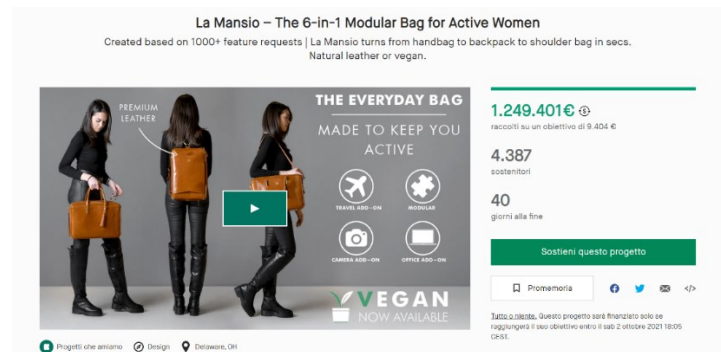 La Mansio – The 6-in-1 Modular Bag for Active Women
Created based on 1000+ feature requests | La Mansio turns from handbag to backpack to shoulder bag in secs.
Natural leather or vegan.
PREMIUM
LEATHER
THE EVERYDAY BAG
MADE TO KEEP YOU
ACTIVE
TRAVEL ADD-ON
MODULAR
CAMERA ADD-ON
OFFICE ADD-ON
VEGAN
NOW AVAILABLE
1.249.401€
raccolti su un obiettivo di 9.404 €
4.387
sostenitori
40
giorni alla fine
Sostieni questo progetto
Promemoria
Tutto o niente. Questo progetto sarà finanziato solo se
raggiungerà il suo obiettivo entro il sab 2 ottobre 2021 18:05
CEST.
Progetti che amiamo
Design
Delaware, OH